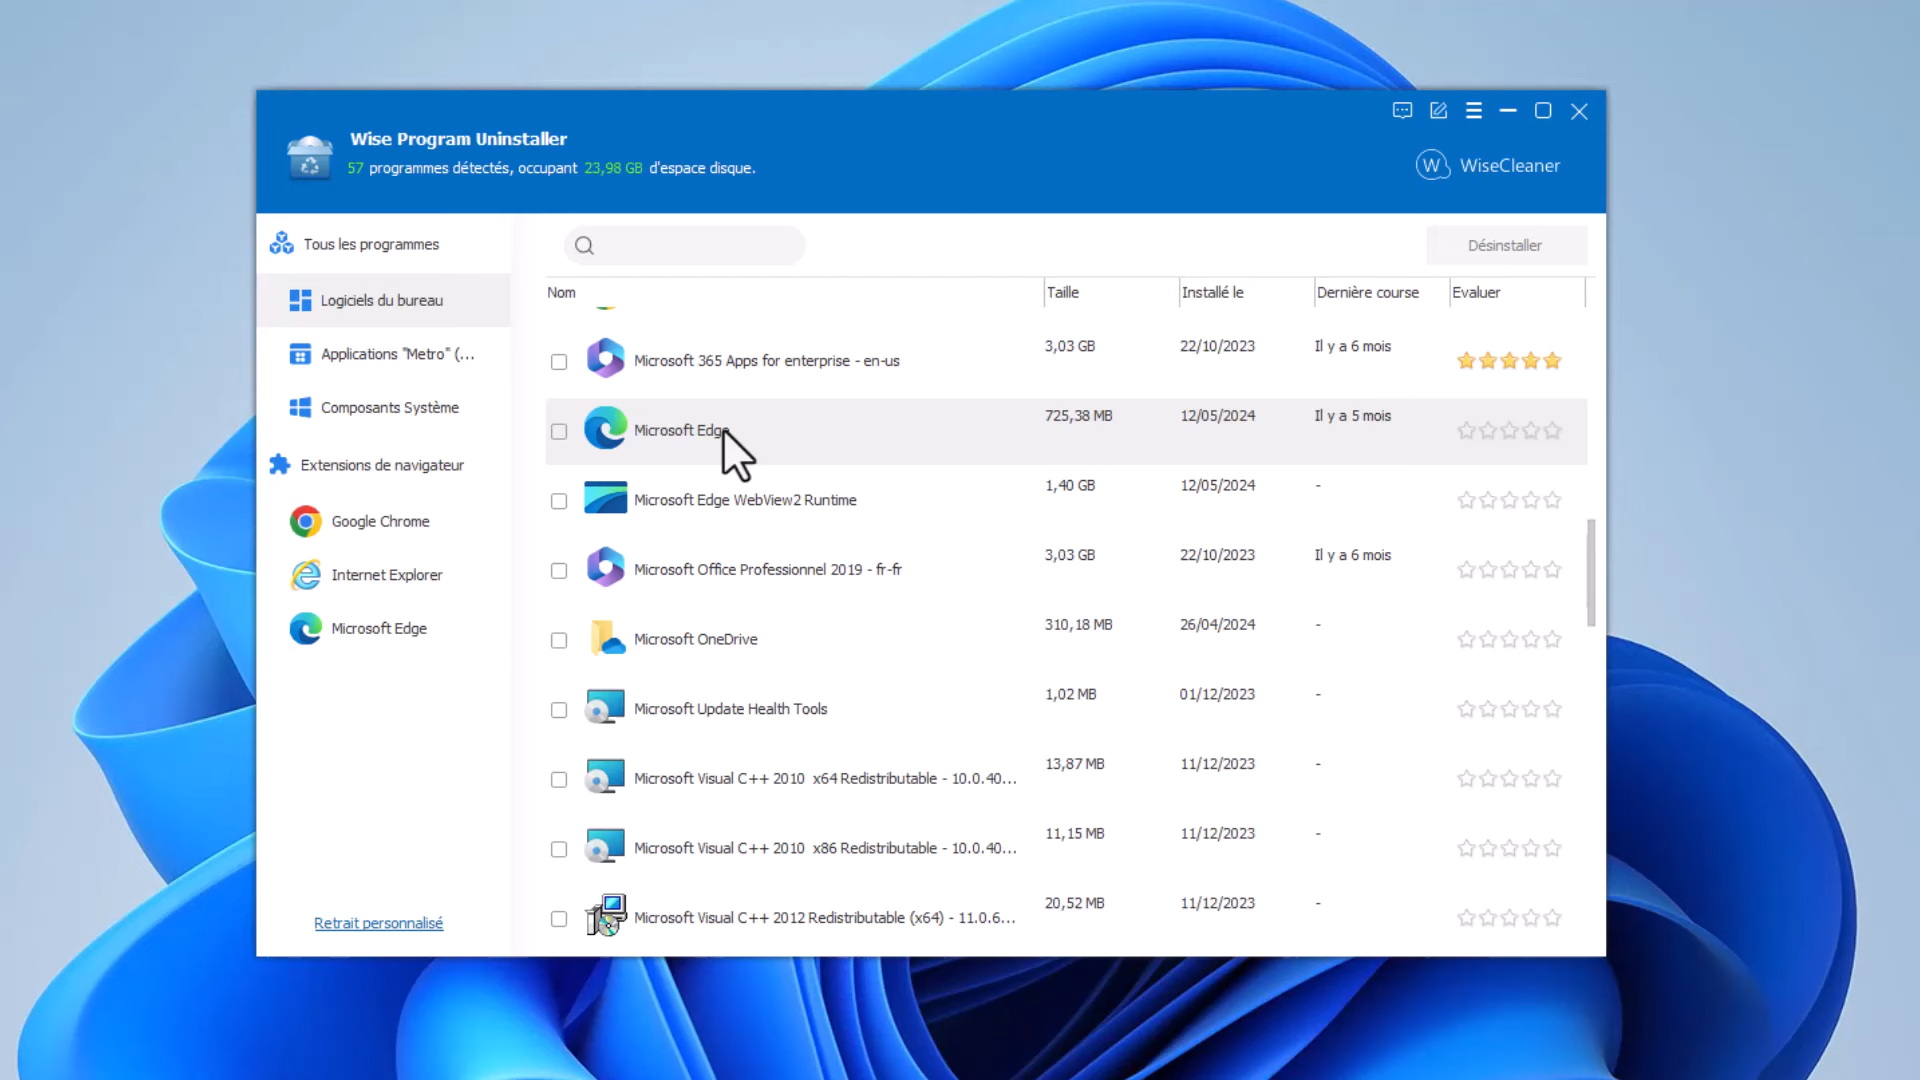 Wise Program Uninstaller
57 programmes détectés, occupant 23,98 GB d'espace disque.
W WiseCleaner
Tous les programmes
Logiciels du bureau
Applications "Metro" (...
Composants Système
Extensions de navigateur
Google Chrome
Internet Explorer
Microsoft Edge
Retrait personnalisé
Désinstaller
Nom Taille Installé le Dernière course Evaluer
Microsoft 365 Apps for enterprise - en-us 3,03 GB 22/10/2023 Il y a 6 mois
Microsoft Edge 725,38 MB 12/05/2024 Il y a 5 mois
Microsoft Edge WebView2 Runtime 1,40 GB 12/05/2024 -
Microsoft Office Professionnel 2019 - fr-fr 3,03 GB 22/10/2023 Il y a 6 mois
Microsoft OneDrive 310,18 MB 26/04/2024 -
Microsoft Update Health Tools 1,02 MB 01/12/2023 -
Microsoft Visual C++ 2010 x64 Redistributable - 10.0.40... 13,87 MB 11/12/2023 -
Microsoft Visual C++ 2010 x86 Redistributable - 10.0.40... 11,15 MB 11/12/2023 -
Microsoft Visual C++ 2012 Redistributable (x64) - 11.0.6... 20,52 MB 11/12/2023 -